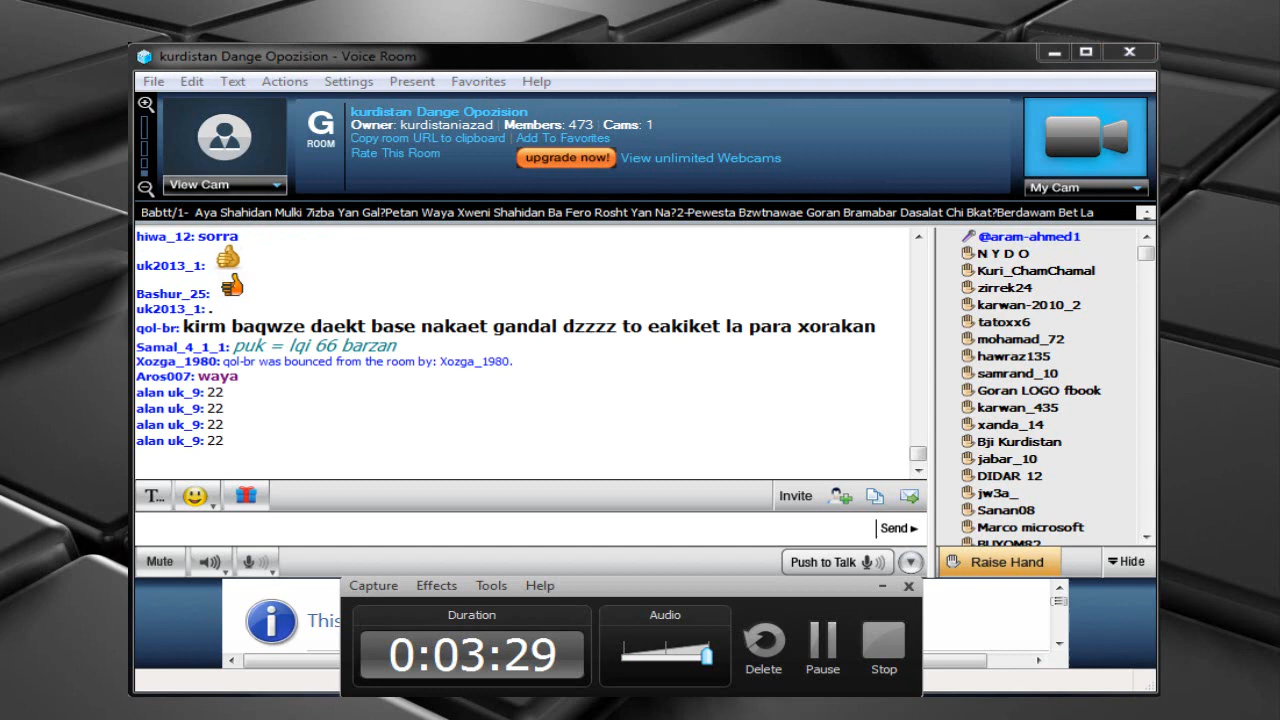 kurdistan Dange Opozision - Voice Room
File Edit Text Actions Settings Present Favorites Help
G
ROOM
kurdistan Dange Opozision
Owner: kurdistaniazad | Members: 473 | Cams: 1
Copy room URL to clipboard | Add To Favorites
Rate This Room
upgrade now! View unlimited Webcams
View Cam
My Cam
Babtt/1- Aya Shahidan Mulki 7izba Yan Gal?Petan Waya Xweni Shahidan Ba Fero Rosht Yan Na?2-Pewesta Bzwtnawae Goran Bramabar Dasalat Chi Bkat?Berdawam Bet La
hiwa_12: sorra
uk2013_1:
Bashur_25:
uk2013_1: .
qol-br: kirm baqwze daekt base nakaet gandal dzzzz to eakiket la para xorakan
Samal_4_1_1: puk = lqi 66 barzan
Xozga_1980: qol-br was bounced from the room by: Xozga_1980.
Aros007: waya
alan uk_9: 22
alan uk_9: 22
alan uk_9: 22
alan uk_9: 22
@aram-ahmed1
N Y D O
Kuri_ChamChamal
zirrek24
karwan-2010_2
tatoxx6
mohamad_72
hawraz135
samrand_10
Goran LOGO fbook
karwan_435
xanda_14
Bji Kurdistan
jabar_10
DIDAR 12
jw3a_
Sanan08
Marco microsoft
T...
Invite
Send
Mute
Push to Talk
Raise Hand
Hide
This
Capture Effects Tools Help
Duration
0:03:29
Audio
Delete
Pause
Stop